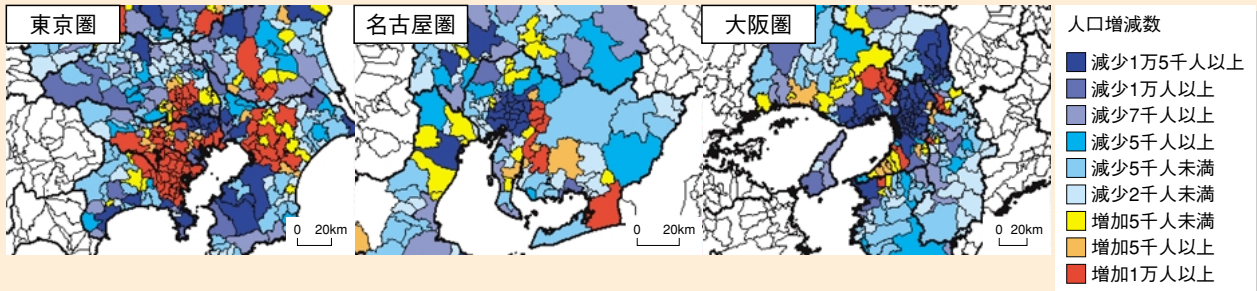 東京圏
0 20km
名古屋圏
0 20km
大阪圏
0 20km
人口増減数
減少1万5千人以上
減少1万人以上
減少7千人以上
減少5千人以上
減少5千人未満
減少2千人未満
増加5千人未満
増加5千人以上
増加1万人以上